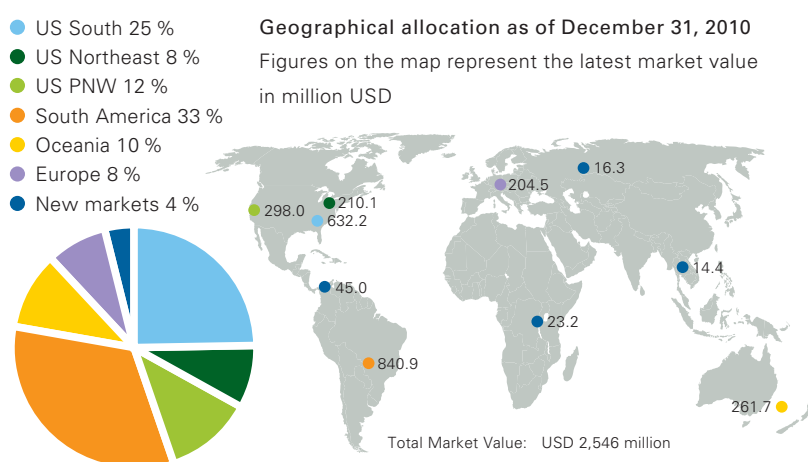 US South 25 %
US Northeast 8 %
US PNW 12 %
South America 33 %
Oceania 10 %
Europe 8 %
New markets 4 %
Geographical allocation as of December 31, 2010
Figures on the map represent the latest market value
in million USD
16.3
204.5
210.1
298.0
632.2
14.4
45.0
23.2
840.9
261.7
Total Market Value: USD 2,546 million